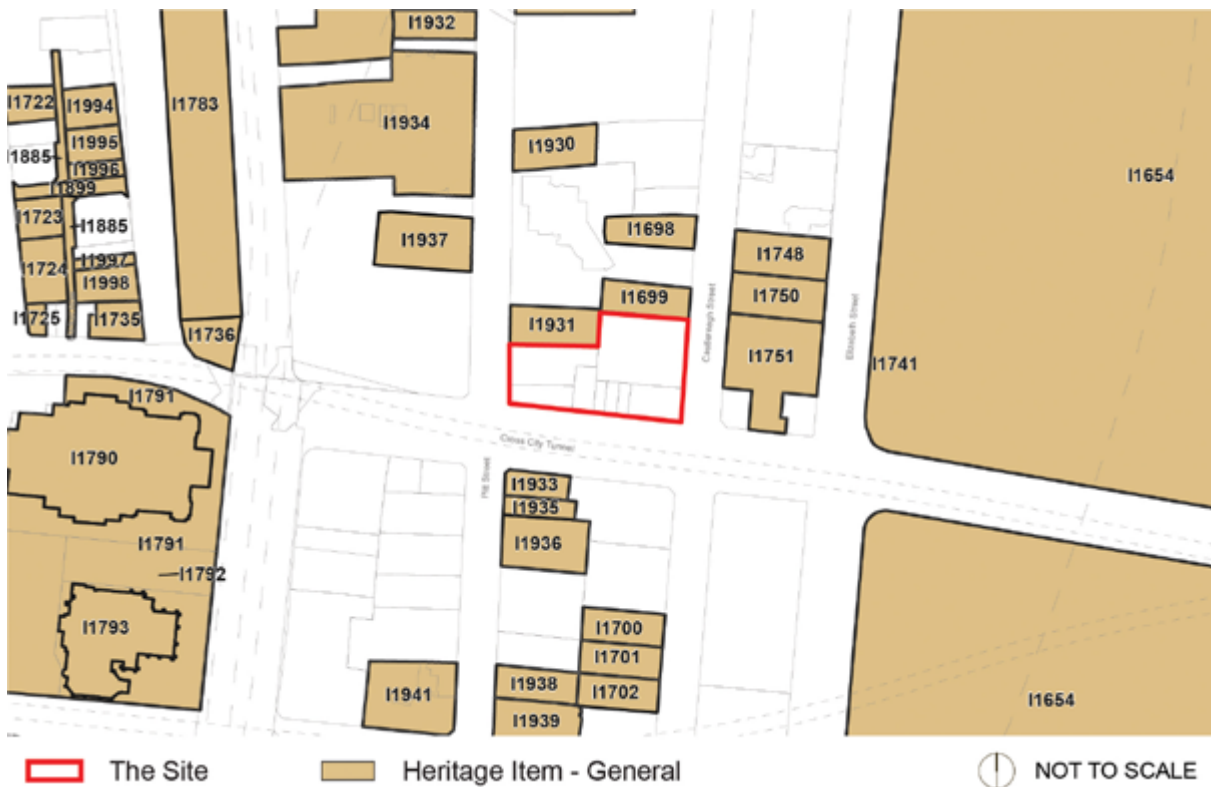 I1932
I1722
I1994
I1783
I1934
I1995
I1885
I1930
I1996
I1899
I1654
I1723
I1885
I1698
I1937
I1724
I1997
I1748
I1998
I1750
I1699
I1725
I1735
I1931
I1736
Castlereagh Street
Elizabeth Street
I1751
I1741
I1791
Cross City Tunnel
I1790
Pitt Street
I1933
I1935
I1936
I1791
I1792
I1793
I1700
I1701
I1938
I1702
I1941
I1939
I1654
The Site
Heritage Item - General
NOT TO SCALE